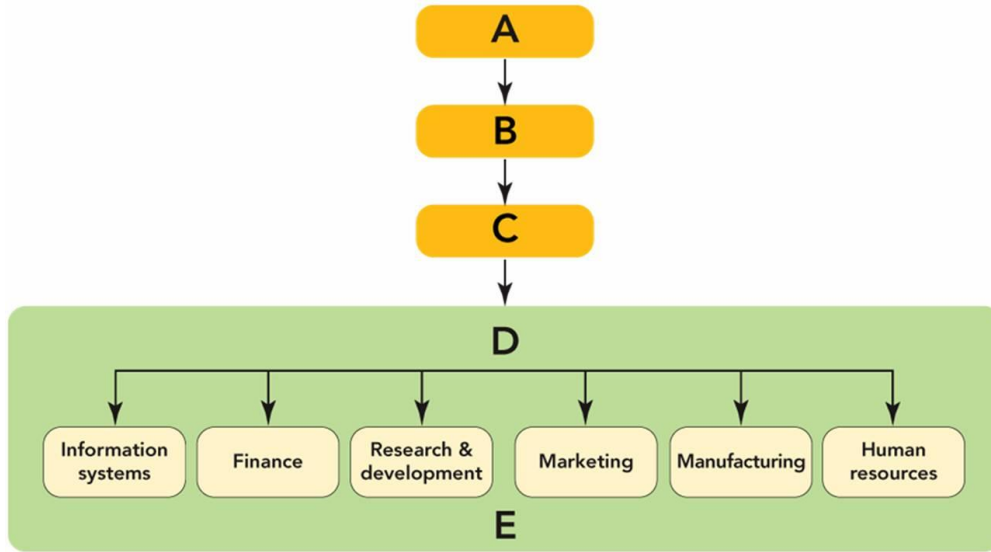 A
B
C
D
Information
systems
Finance
Research &
development
Marketing
Manufacturing
Human
resources
E